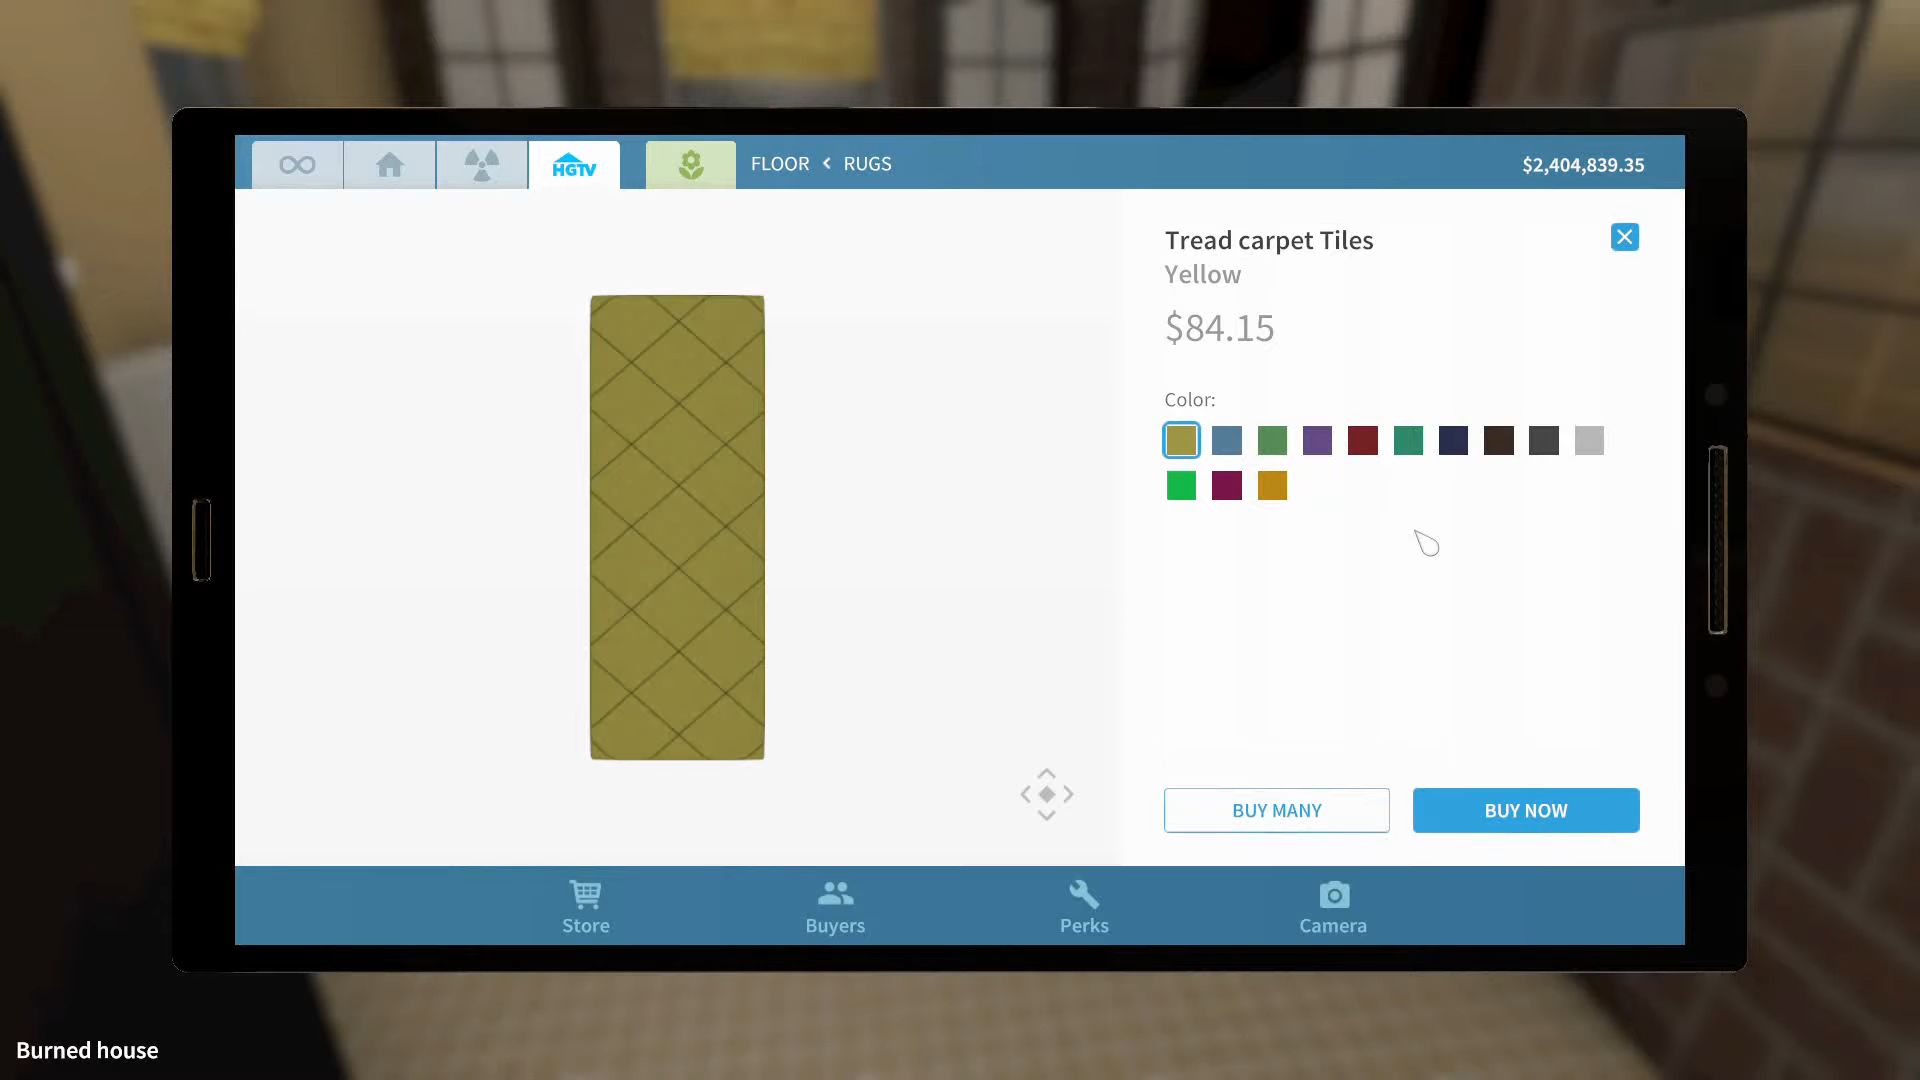 HGTV
FLOOR < RUGS
$2,404,839.35
Tread carpet Tiles
Yellow
$84.15
Color:
BUY MANY
BUY NOW
Store
Buyers
Perks
Camera
Burned house